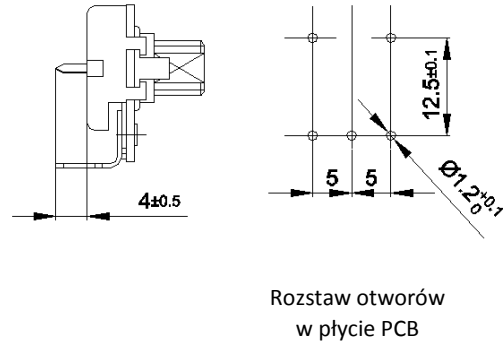 12.5±0.1
4±0.5
5 5
Ø1.2 +0.1 0
Rozstaw otworów
w płycie PCB